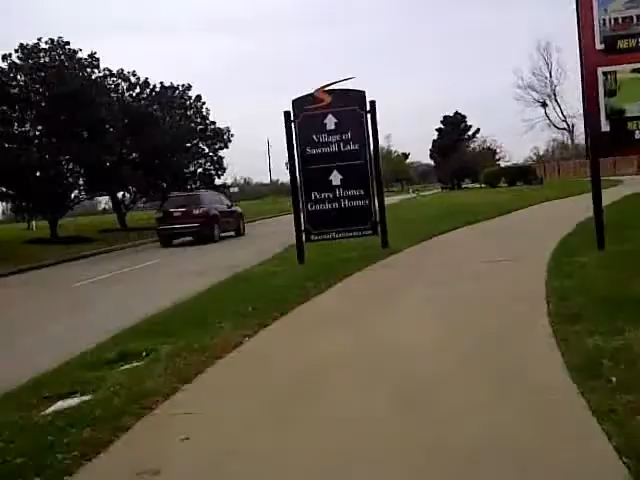 NEW
Village of
Sawmill Lake
Perry Homes
Garden Homes